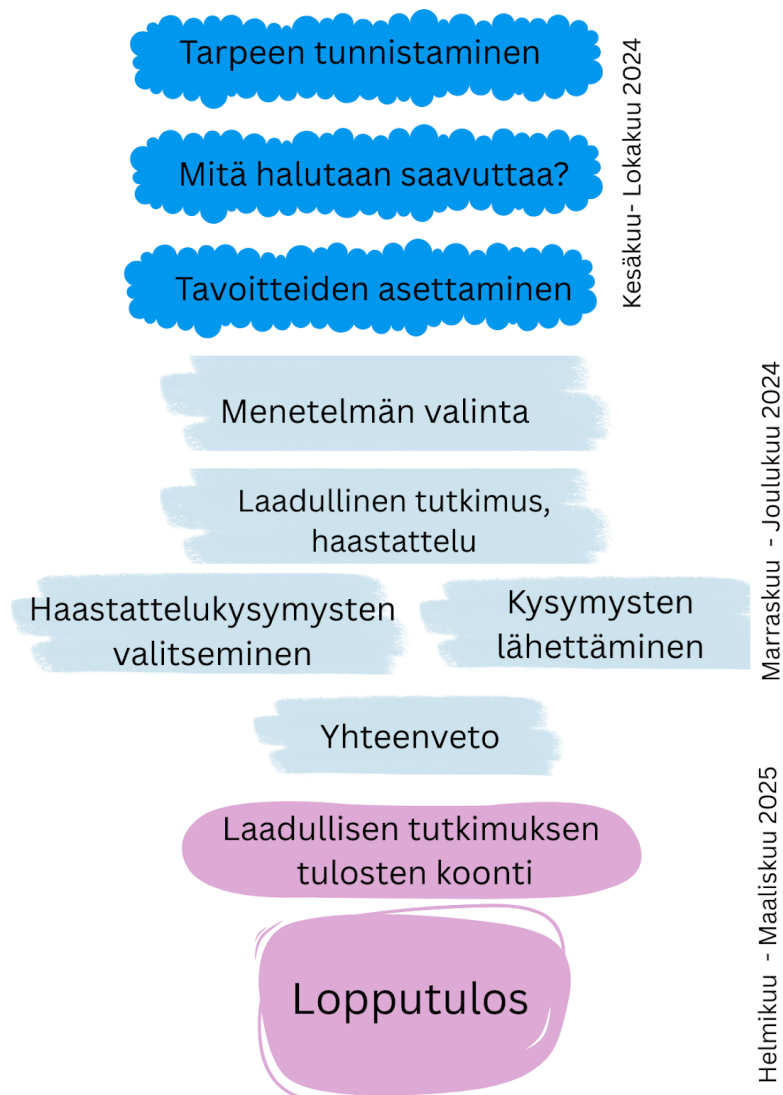 Tarpeen tunnistaminen
Mitä halutaan saavuttaa?
Tavoitteiden asettaminen
Kesäkuu- Lokakuu 2024
Menetelmän valinta
Laadullinen tutkimus,
haastattelu
Haastattelukysymysten
valitseminen
Kysymysten
lähettäminen
Marraskuu - Joulukuu 2024
Yhteenveto
Laadullisen tutkimuksen
tulosten koonti
Lopputulos
Helmikuu - Maaliskuu 2025